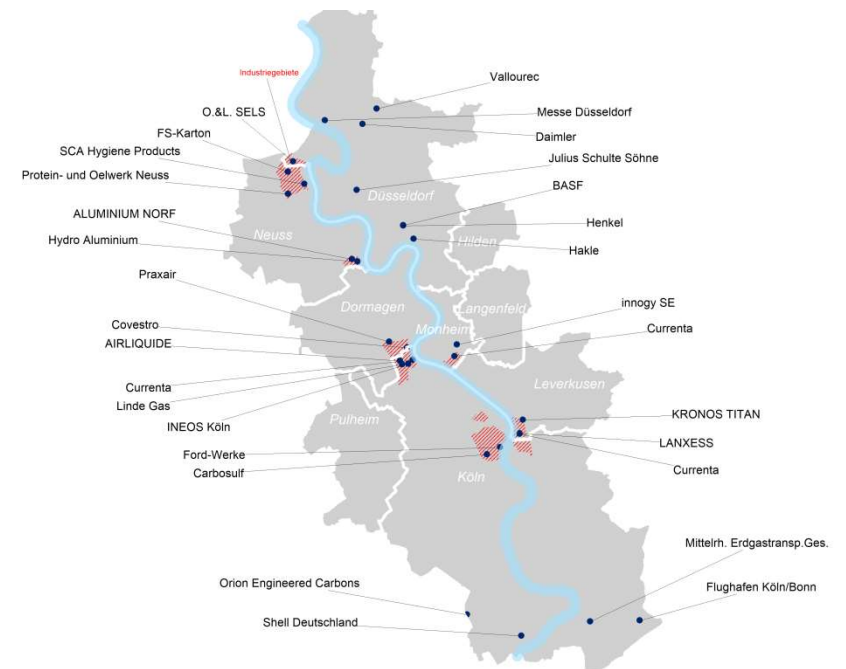 Vallourec
Industriegebiete
O.&L. SELS
Messe Düsseldorf
FS-Karton
Daimler
SCA Hygiene Products
Julius Schulte Söhne
Protein- und Oelwerk Neuss
BASF
Düsseldorf
ALUMINIUM NORF
Henkel
Neuss
Hydro Aluminium
Hilden
Hakle
Praxair
Dormagen
Langenfeld
innogy SE
Covestro
Monheim
Currenta
AIRLIQUIDE
Currenta
Leverkusen
Linde Gas
KRONOS TITAN
INEOS Köln
Pulheim
LANXESS
Ford-Werke
Currenta
Carbosulf
Köln
Mittelrh. Erdgastransp.Ges.
Orion Engineered Carbons
Flughafen Köln/Bonn
Shell Deutschland